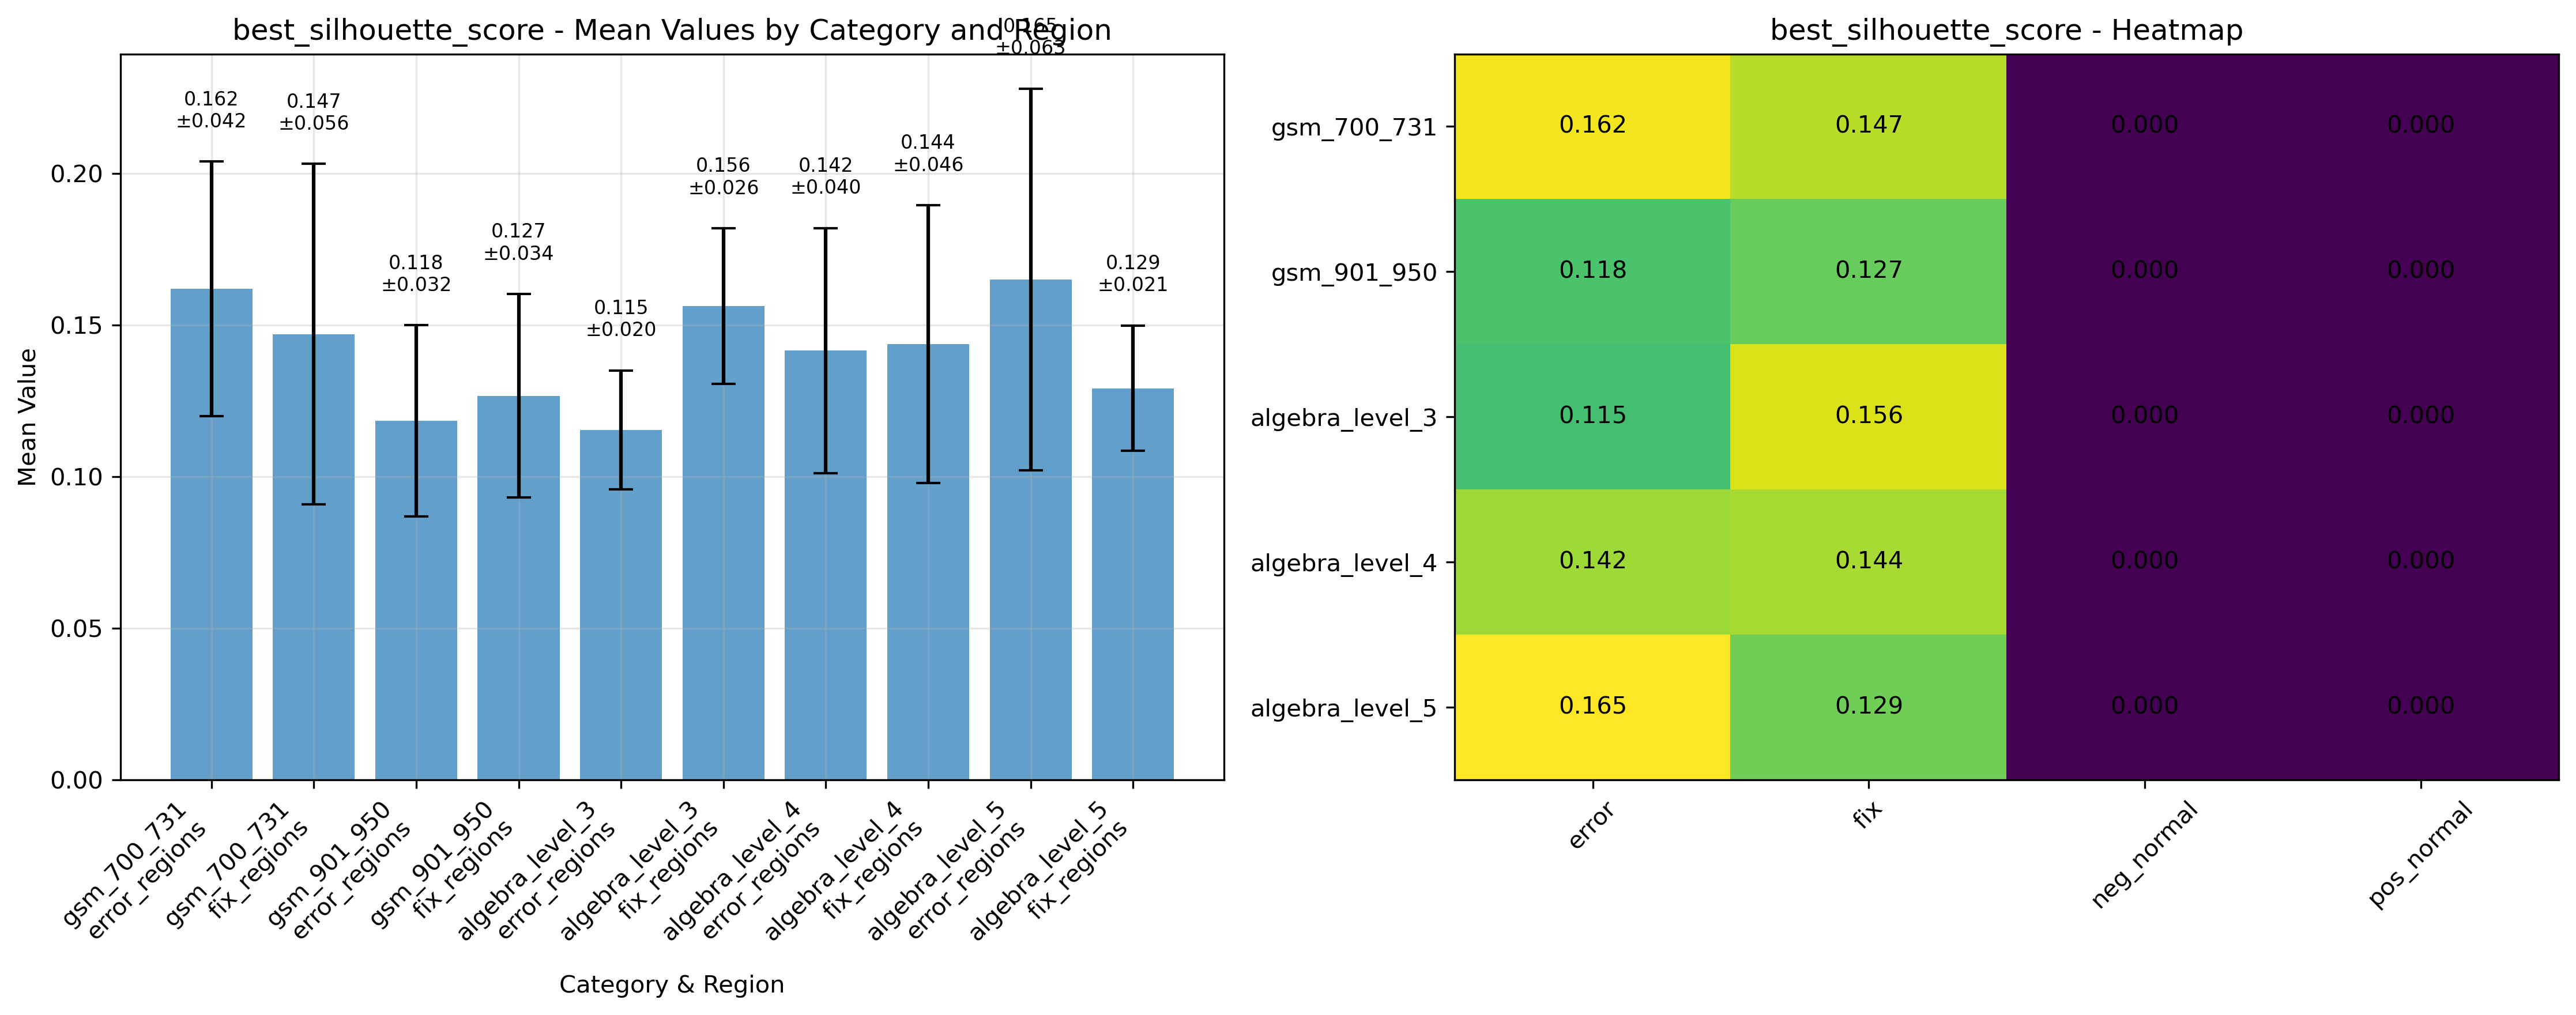 best_silhouette_score - Mean Values by Category and Region
0.162
±0.042
0.147
±0.056
0.118
±0.032
0.127
±0.034
0.115
±0.020
0.156
±0.026
0.142
±0.040
0.144
±0.046
0.165
±0.063
0.129
±0.021
Mean Value
0.20
0.15
0.10
0.05
0.00
gsm_700_731
error_regions
gsm_700_731
fix_regions
gsm_901_950
error_regions
gsm_901_950
fix_regions
algebra_level_3
error_regions
algebra_level_3
fix_regions
algebra_level_4
error_regions
algebra_level_4
fix_regions
algebra_level_5
error_regions
algebra_level_5
fix_regions
Category & Region
best_silhouette_score - Heatmap
gsm_700_731 0.162 0.147 0.000 0.000
gsm_901_950 0.118 0.127 0.000 0.000
algebra_level_3 0.115 0.156 0.000 0.000
algebra_level_4 0.142 0.144 0.000 0.000
algebra_level_5 0.165 0.129 0.000 0.000
error fix neg_normal pos_normal